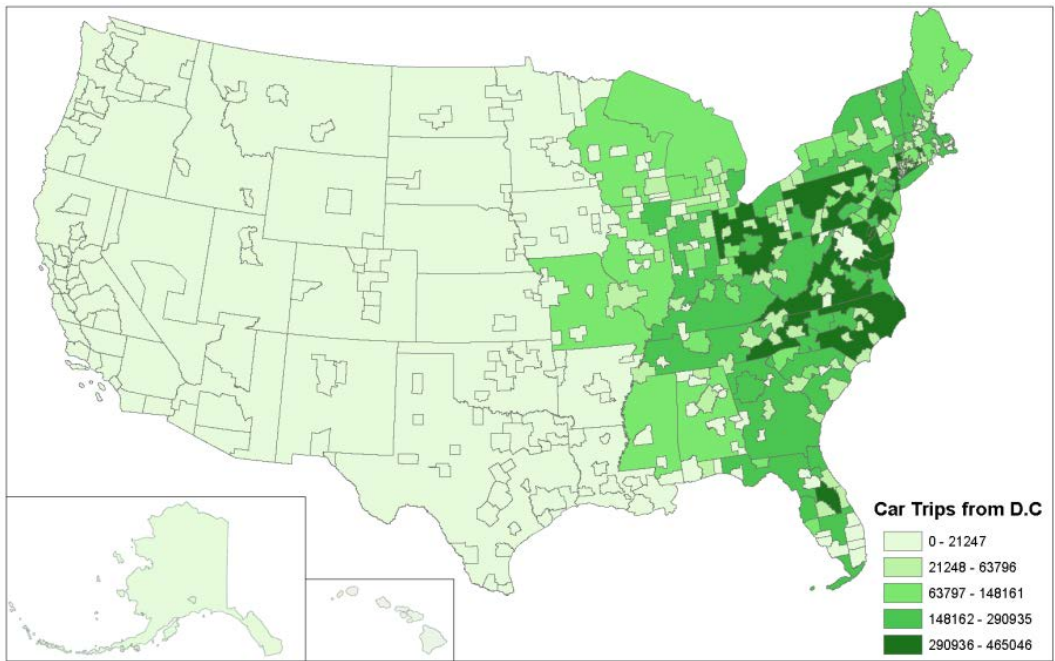 Car Trips from D.C
0 - 21247
21248 - 63796
63797 - 148161
148162 - 290935
290936 - 465046